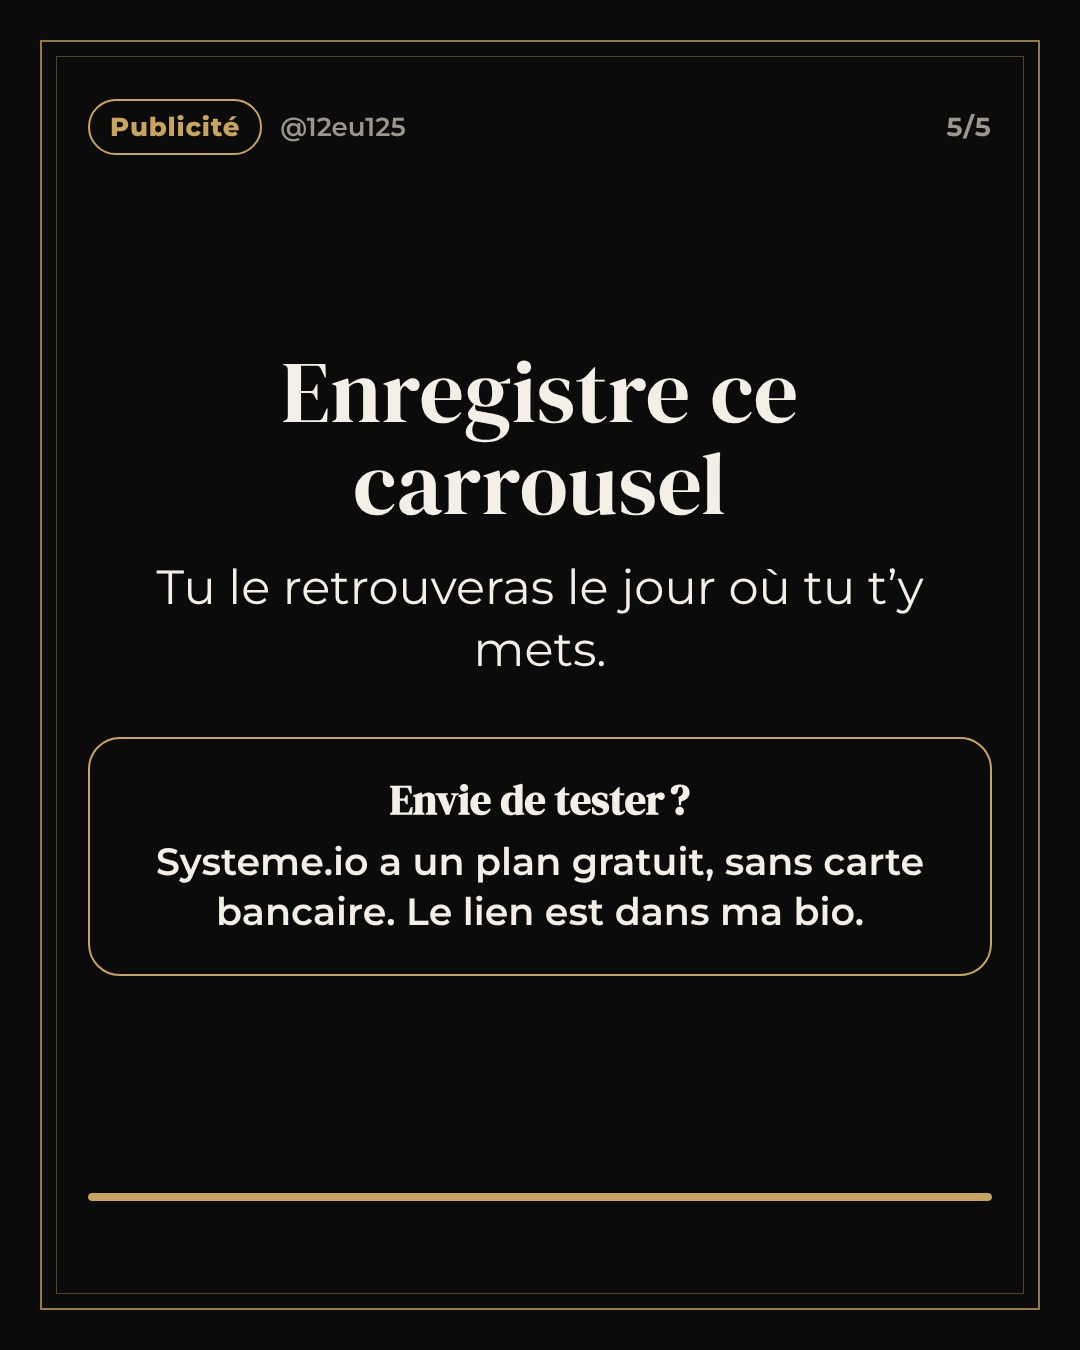 Publicité @12eu125 5/5
Enregistre ce
carrousel
Tu le retrouveras le jour où tu t’y
mets.
Envie de tester ?
Systeme.io a un plan gratuit, sans carte
bancaire. Le lien est dans ma bio.